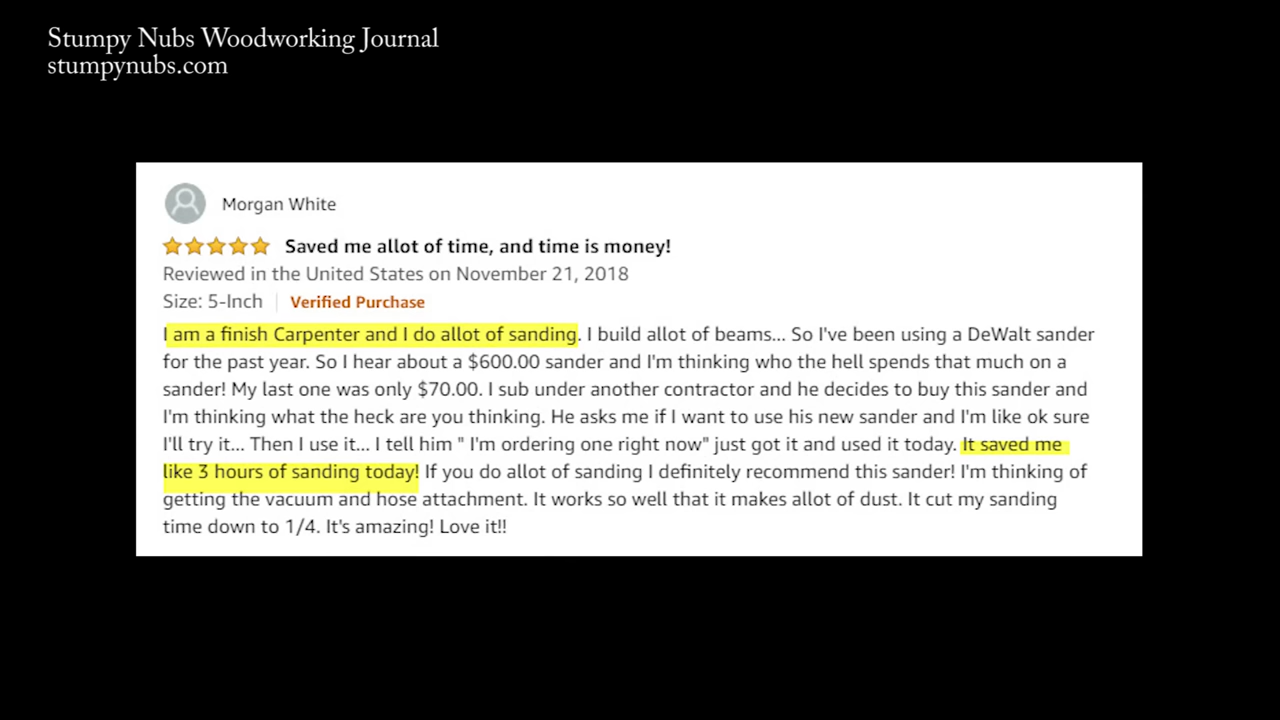 Stumpy Nubs Woodworking Journal
stumpynubs.com
Morgan White
Saved me allot of time, and time is money!
Reviewed in the United States on November 21, 2018
Size: 5-Inch | Verified Purchase
I am a finish Carpenter and I do allot of sanding. I build allot of beams... So I've been using a DeWalt sander
for the past year. So I hear about a $600.00 sander and I'm thinking who the hell spends that much on a
sander! My last one was only $70.00. I sub under another contractor and he decides to buy this sander and
I'm thinking what the heck are you thinking. He asks me if I want to use his new sander and I'm like ok sure
I'll try it... Then I use it... I tell him " I'm ordering one right now" just got it and used it today. It saved me
like 3 hours of sanding today! If you do allot of sanding I definitely recommend this sander! I'm thinking of
getting the vacuum and hose attachment. It works so well that it makes allot of dust. It cut my sanding
time down to 1/4. It's amazing! Love it!!